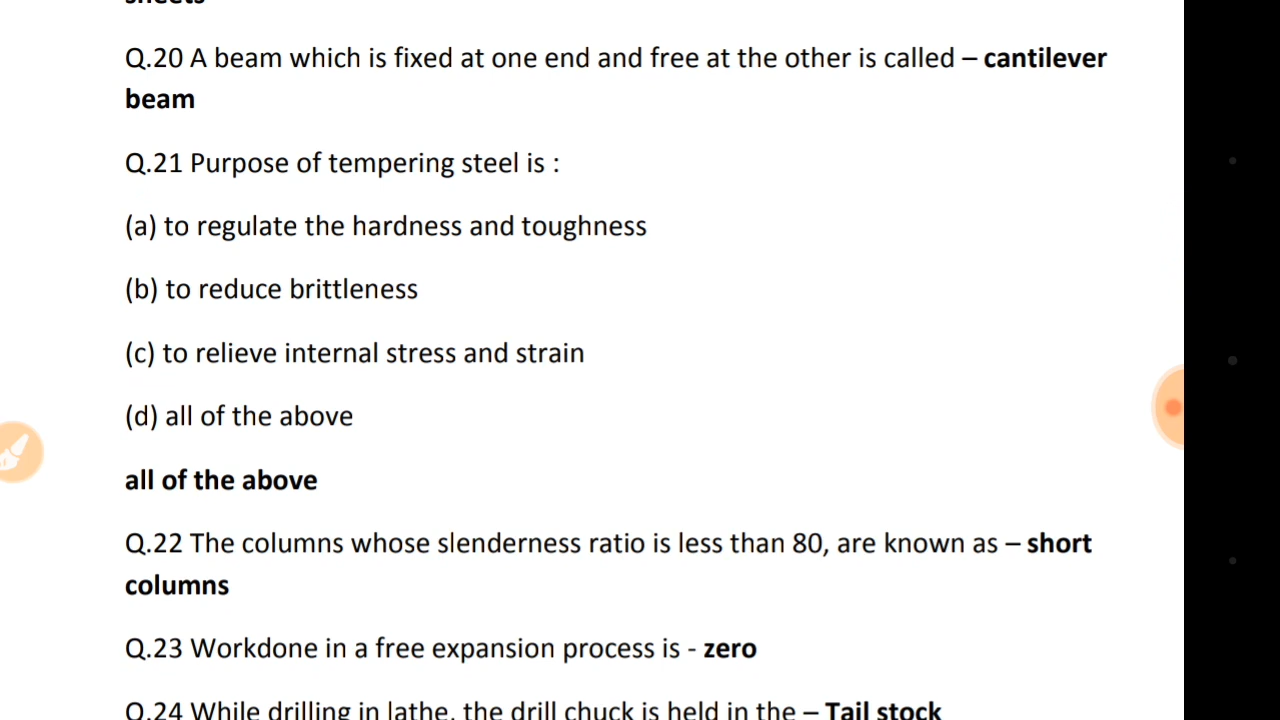 sheets
Q.20 A beam which is fixed at one end and free at the other is called – cantilever
beam
Q.21 Purpose of tempering steel is :
(a) to regulate the hardness and toughness
(b) to reduce brittleness
(c) to relieve internal stress and strain
(d) all of the above
all of the above
Q.22 The columns whose slenderness ratio is less than 80, are known as – short
columns
Q.23 Workdone in a free expansion process is - zero
Q.24 While drilling in lathe, the drill chuck is held in the – Tail stock